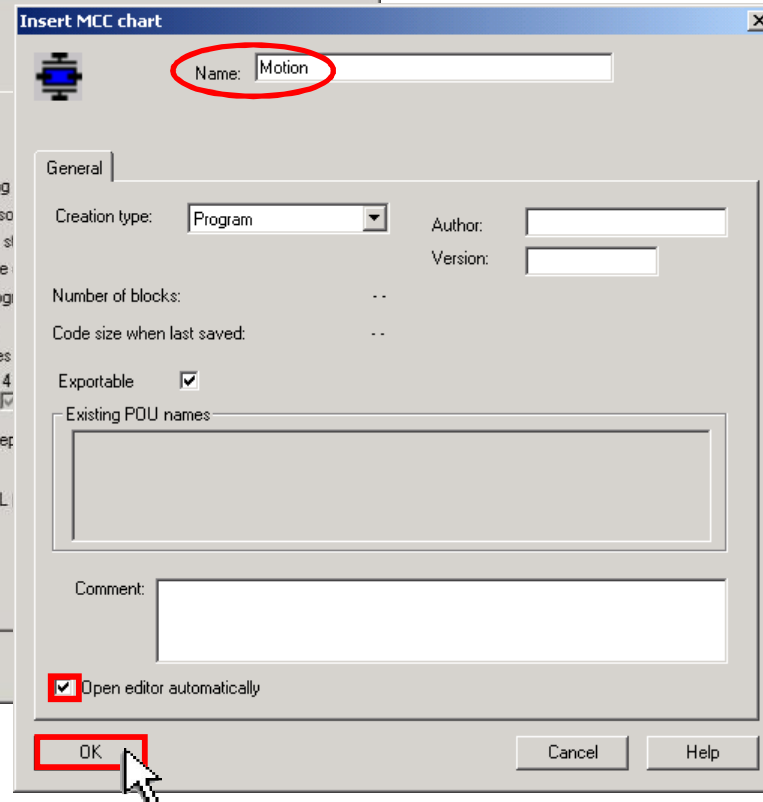 Insert MCC chart
Name: Motion
General
Creation type: Program
Author:
Version:
Number of blocks: - -
Code size when last saved: - -
Exportable
Existing POU names
Comment:
Open editor automatically
OK Cancel Help